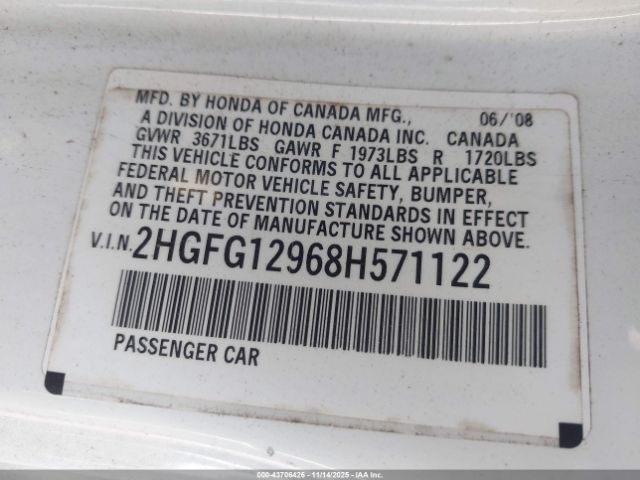 MFD. BY HONDA OF CANADA MFG., 06/'08
A DIVISION OF HONDA CANADA INC. CANADA
GVWR 3671LBS GAWR F 1973LBS R 1720LBS
THIS VEHICLE CONFORMS TO ALL APPLICABLE
FEDERAL MOTOR VEHICLE SAFETY, BUMPER,
AND THEFT PREVENTION STANDARDS IN EFFECT
ON THE DATE OF MANUFACTURE SHOWN ABOVE.
V.I.N. 2HGFG12968H571122
PASSENGER CAR
000-43706426 - 11/14/2025 - IAAI